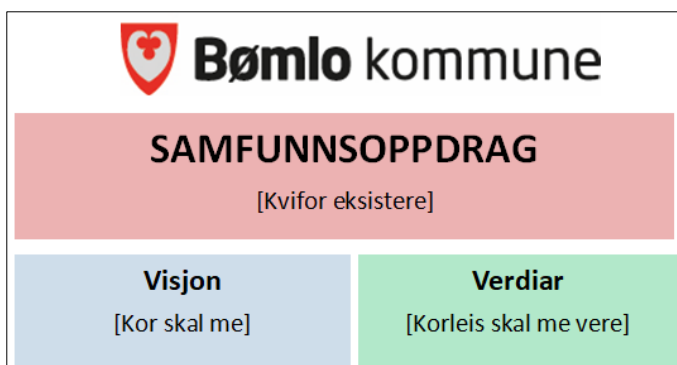 Bømlo kommune
SAMFUNNSOPPDRAG
[Kvifor eksistere]
Visjon
[Kor skal me]
Verdiar
[Korleis skal me vere]